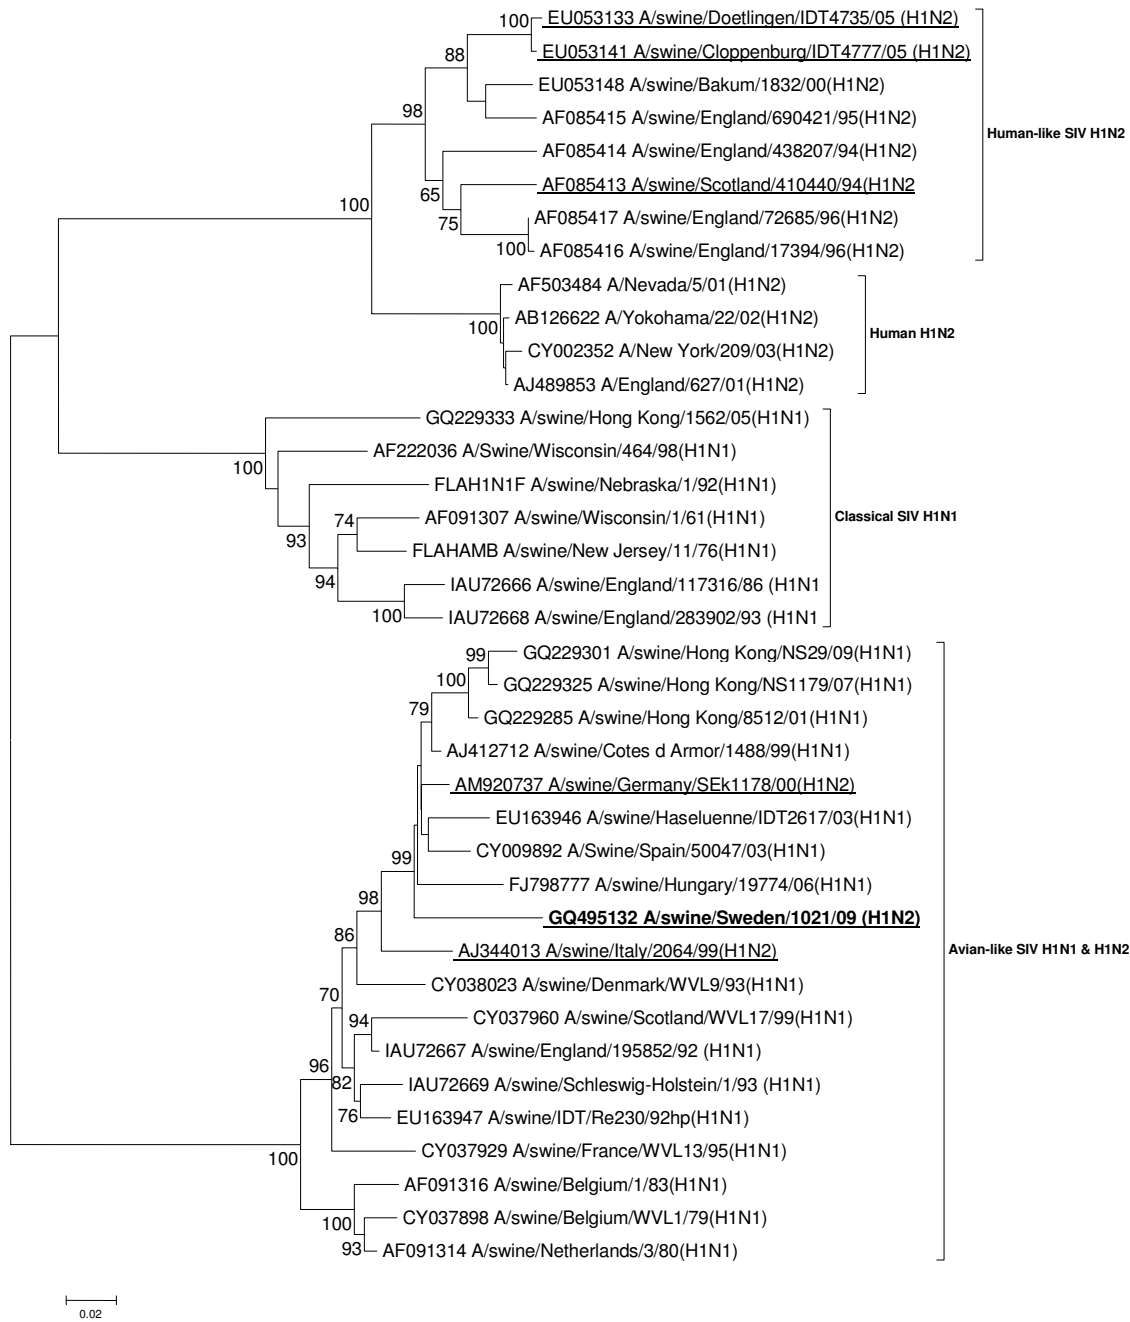 100 EU053133 A/swine/Doetlingen/IDT4735/05 (H1N2)
EU053141 A/swine/Cloppenburg/IDT4777/05 (H1N2)
88
EU053148 A/swine/Bakum/1832/00(H1N2)
98
AF085415 A/swine/England/690421/95(H1N2)
Human-like SIV H1N2
AF085414 A/swine/England/438207/94(H1N2)
AF085413 A/swine/Scotland/410440/94(H1N2
65
100
75
AF085417 A/swine/England/72685/96(H1N2)
100 AF085416 A/swine/England/17394/96(H1N2)
AF503484 A/Nevada/5/01(H1N2)
AB126622 A/Yokohama/22/02(H1N2)
100
Human H1N2
CY002352 A/New York/209/03(H1N2)
AJ489853 A/England/627/01(H1N2)
GQ229333 A/swine/Hong Kong/1562/05(H1N1)
AF222036 A/Swine/Wisconsin/464/98(H1N1)
100
FLAH1N1F A/swine/Nebraska/1/92(H1N1)
74
AF091307 A/swine/Wisconsin/1/61(H1N1)
Classical SIV H1N1
93
FLAHAMB A/swine/New Jersey/11/76(H1N1)
94
IAU72666 A/swine/England/117316/86 (H1N1
100
IAU72668 A/swine/England/283902/93 (H1N1
99
GQ229301 A/swine/Hong Kong/NS29/09(H1N1)
100
GQ229325 A/swine/Hong Kong/NS1179/07(H1N1)
79
GQ229285 A/swine/Hong Kong/8512/01(H1N1)
AJ412712 A/swine/Cotes d Armor/1488/99(H1N1)
AM920737 A/swine/Germany/SEk1178/00(H1N2)
EU163946 A/swine/Haseluenne/IDT2617/03(H1N1)
CY009892 A/Swine/Spain/50047/03(H1N1)
99
FJ798777 A/swine/Hungary/19774/06(H1N1)
98
GQ495132 A/swine/Sweden/1021/09 (H1N2)
86
AJ344013 A/swine/Italy/2064/99(H1N2)
Avian-like SIV H1N1 & H1N2
CY038023 A/swine/Denmark/WVL9/93(H1N1)
70
94
CY037960 A/swine/Scotland/WVL17/99(H1N1)
IAU72667 A/swine/England/195852/92 (H1N1)
96
82
IAU72669 A/swine/Schleswig-Holstein/1/93 (H1N1)
76
EU163947 A/swine/IDT/Re230/92hp(H1N1)
CY037929 A/swine/France/WVL13/95(H1N1)
100
AF091316 A/swine/Belgium/1/83(H1N1)
100
CY037898 A/swine/Belgium/WVL1/79(H1N1)
93
AF091314 A/swine/Netherlands/3/80(H1N1)
0.02